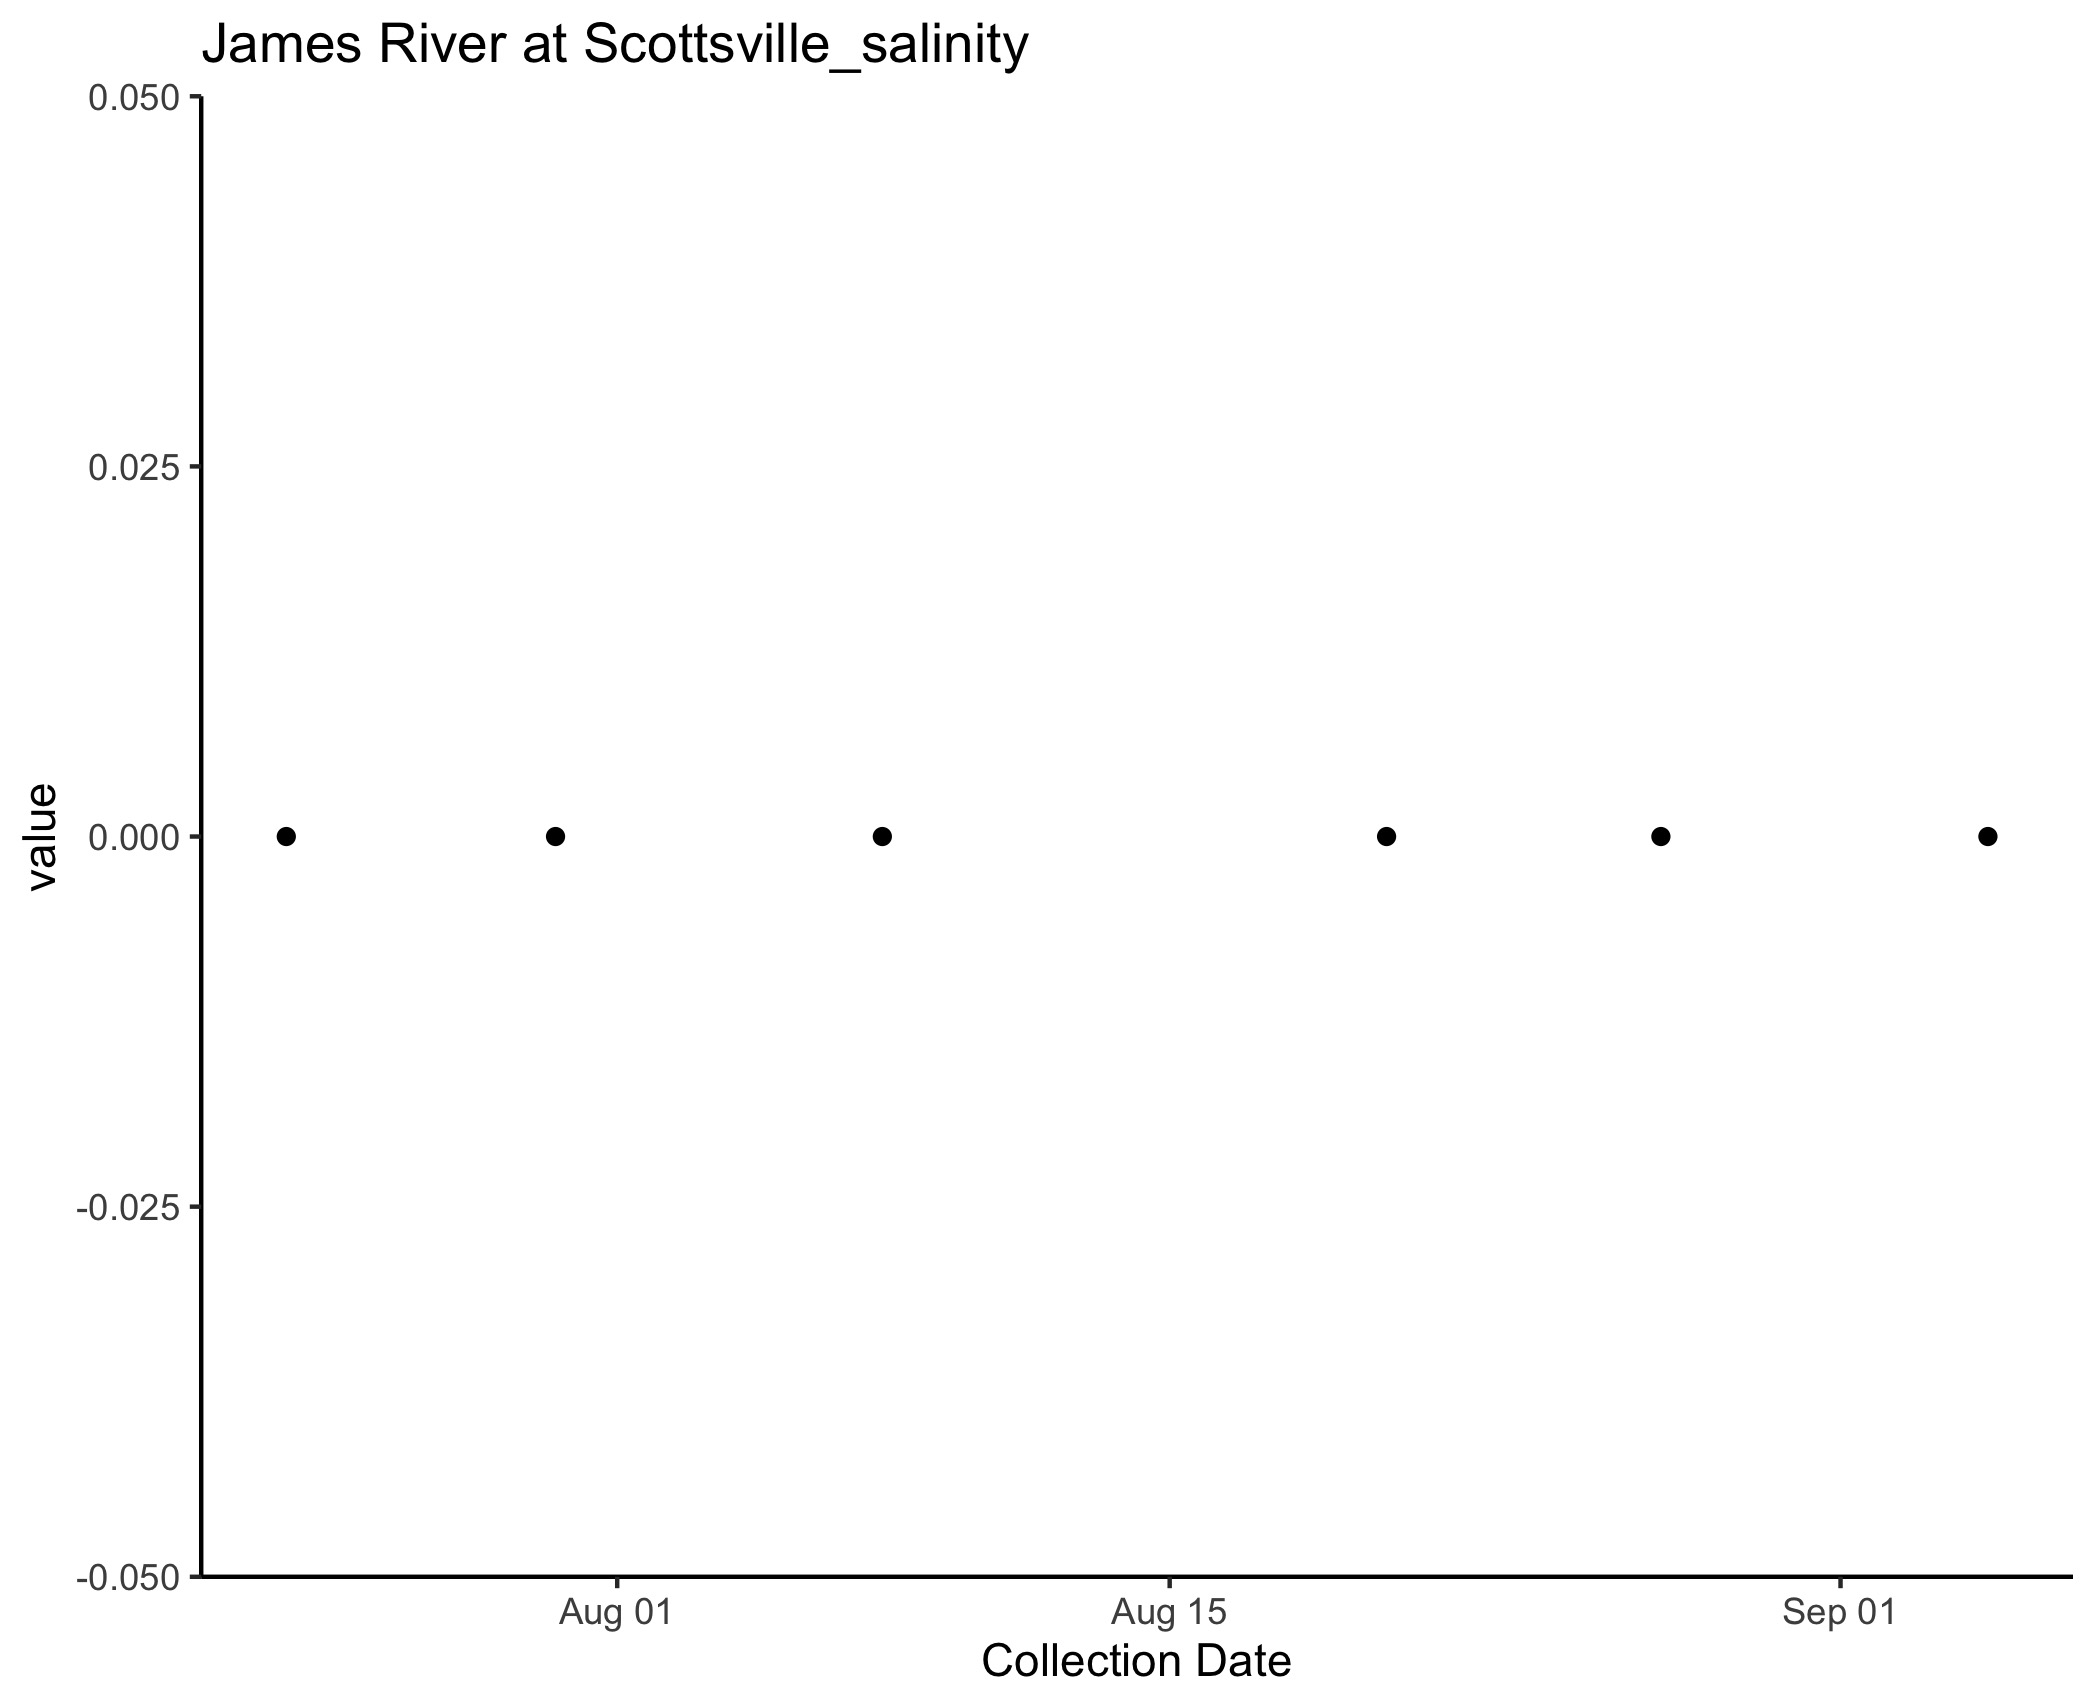 James River at Scottsville_salinity
0.050
0.025
0.000
-0.025
-0.050
value
Aug 01 Aug 15 Sep 01
Collection Date